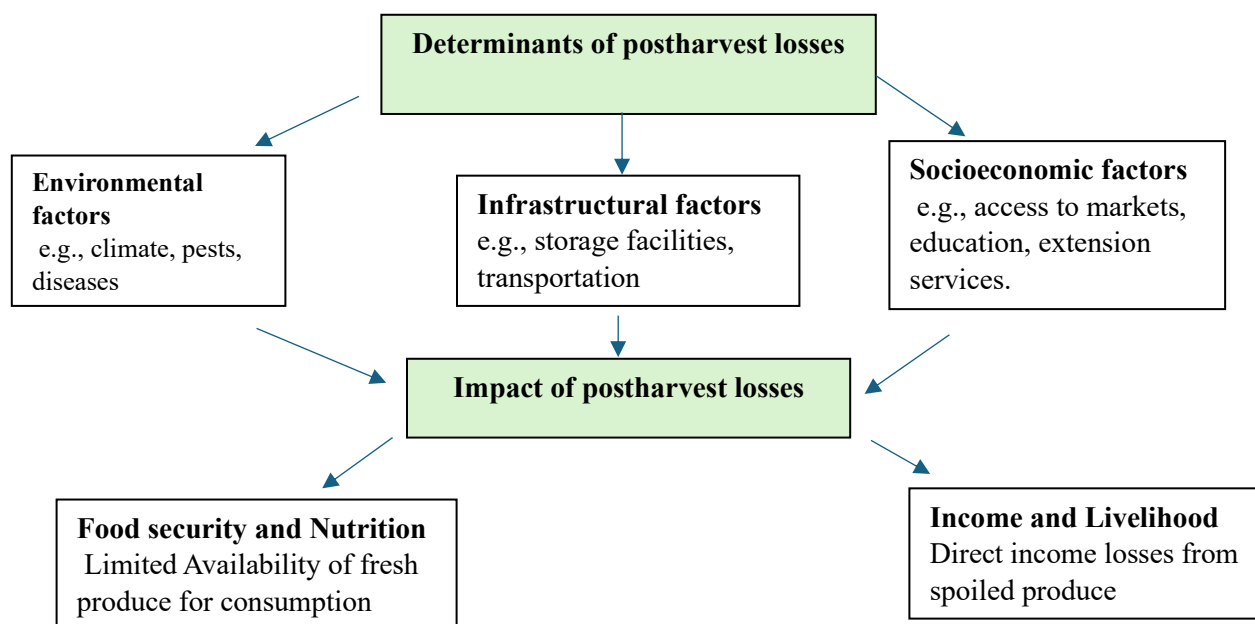 Determinants of postharvest losses
Environmental
factors
e.g., climate, pests,
diseases
Infrastructural factors
e.g., storage facilities,
transportation
Socioeconomic factors
e.g., access to markets,
education, extension
services.
Impact of postharvest losses
Food security and Nutrition
Limited Availability of fresh
produce for consumption
Income and Livelihood
Direct income losses from
spoiled produce